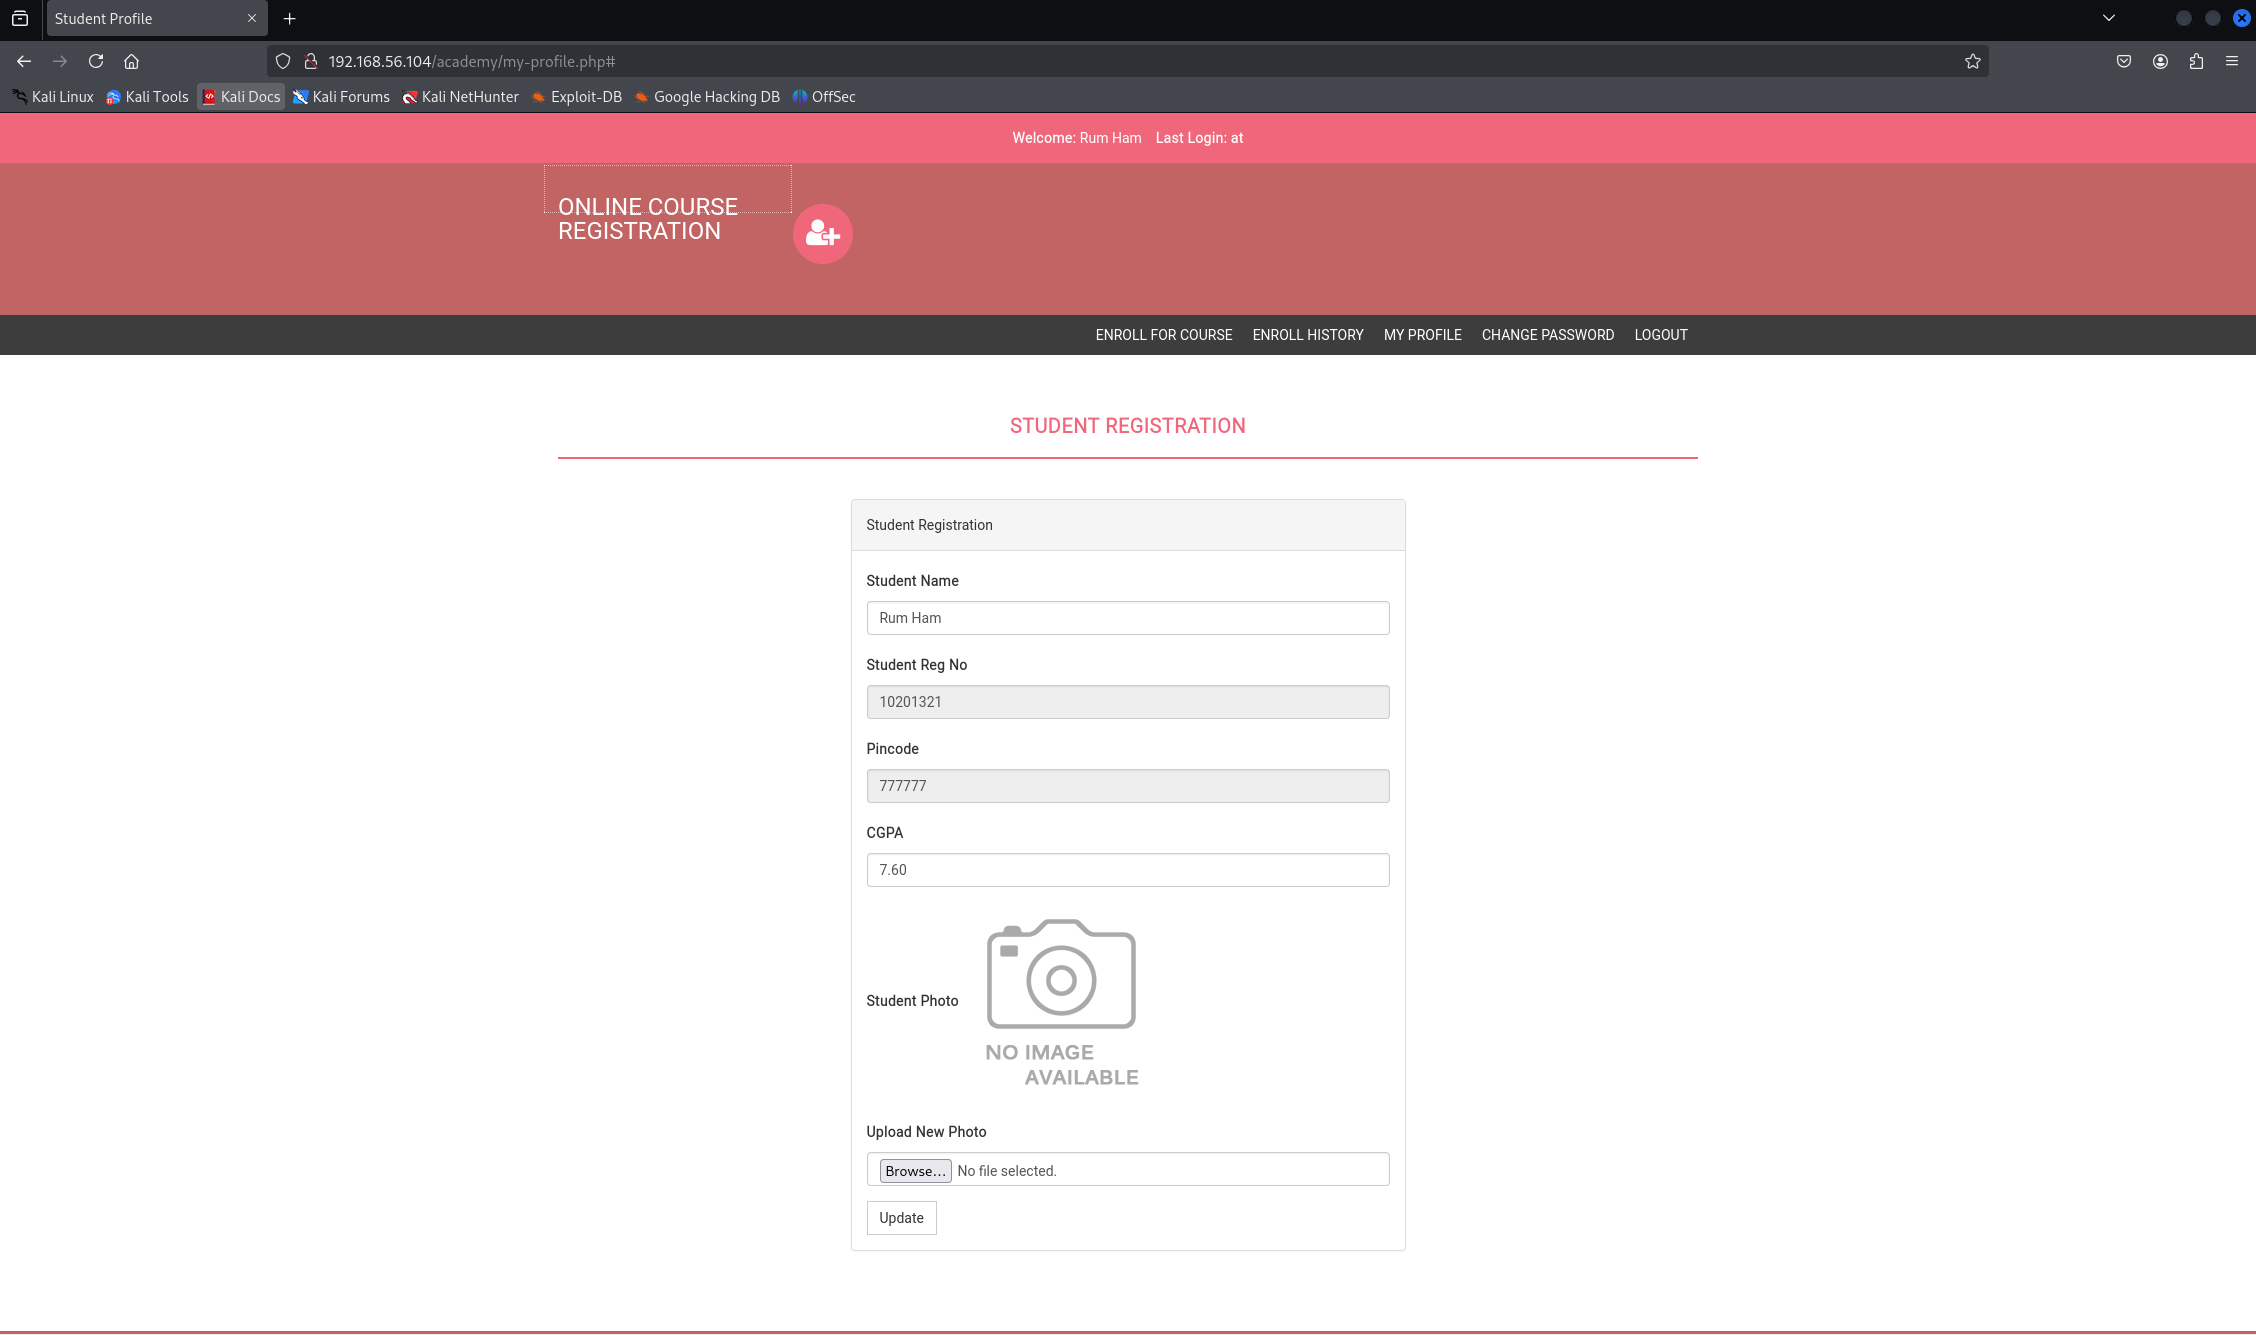 Student Profile
192.168.56.104/academy/my-profile.php#
Kali Linux Kali Tools Kali Docs Kali Forums Kali NetHunter Exploit-DB Google Hacking DB OffSec
Welcome: Rum Ham Last Login: at
ONLINE COURSE
REGISTRATION
ENROLL FOR COURSE ENROLL HISTORY MY PROFILE CHANGE PASSWORD LOGOUT
STUDENT REGISTRATION
Student Registration
Student Name
Rum Ham
Student Reg No
10201321
Pincode
777777
CGPA
7.60
Student Photo
NO IMAGE
AVAILABLE
Upload New Photo
Browse... No file selected.
Update